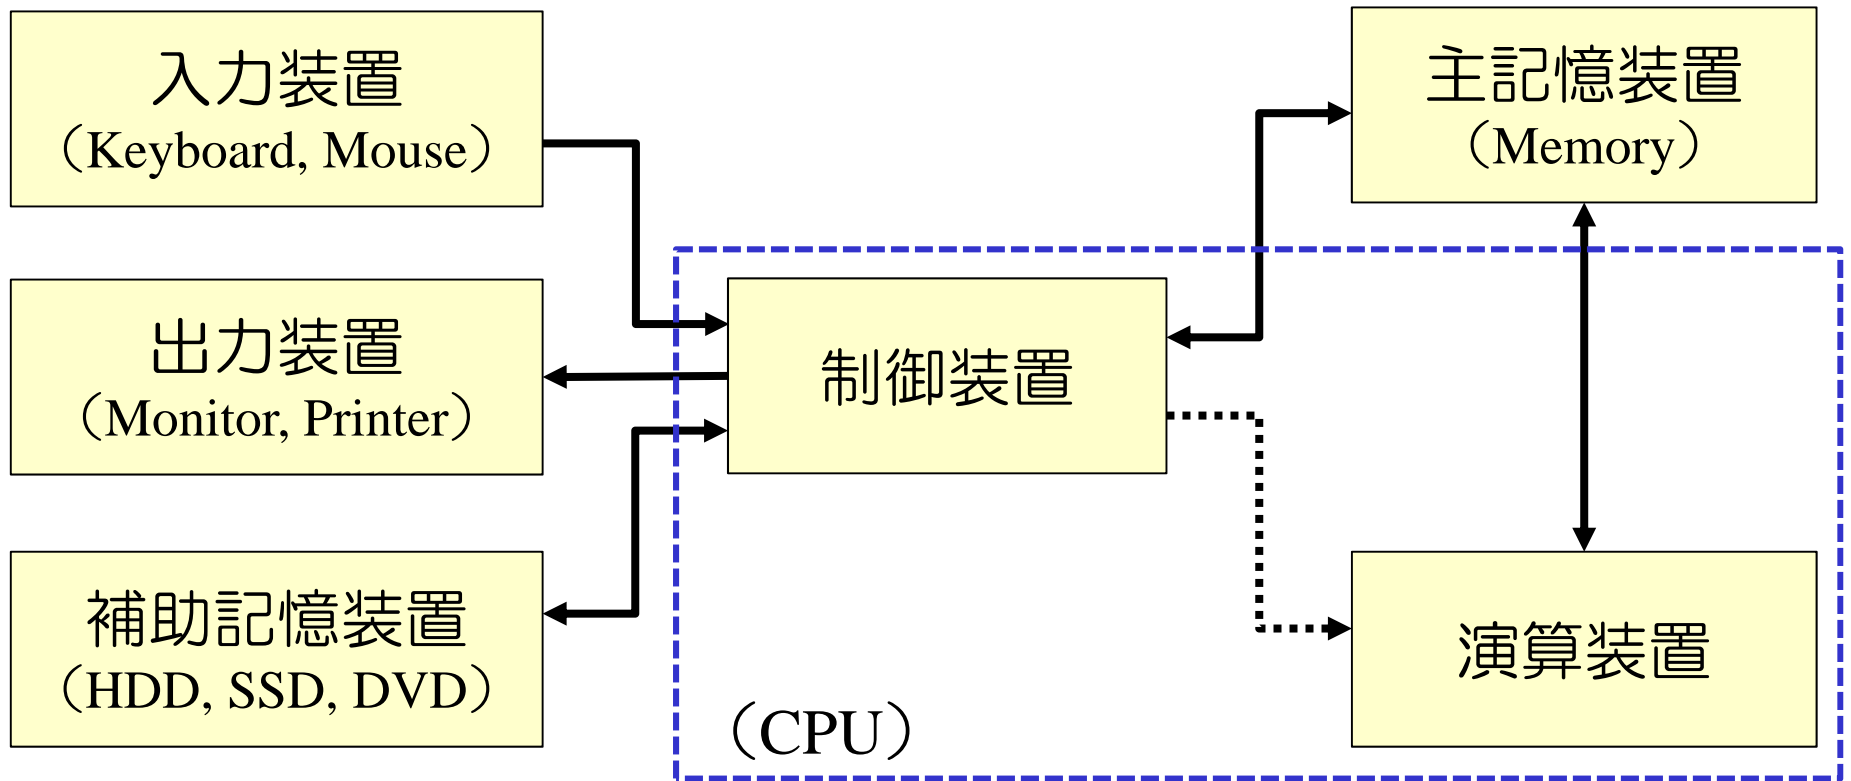 入力装置
（Keyboard, Mouse）
主記憶装置
（Memory）
出力装置
（Monitor, Printer）
制御装置
補助記憶装置
（HDD, SSD, DVD）
演算装置
（CPU）